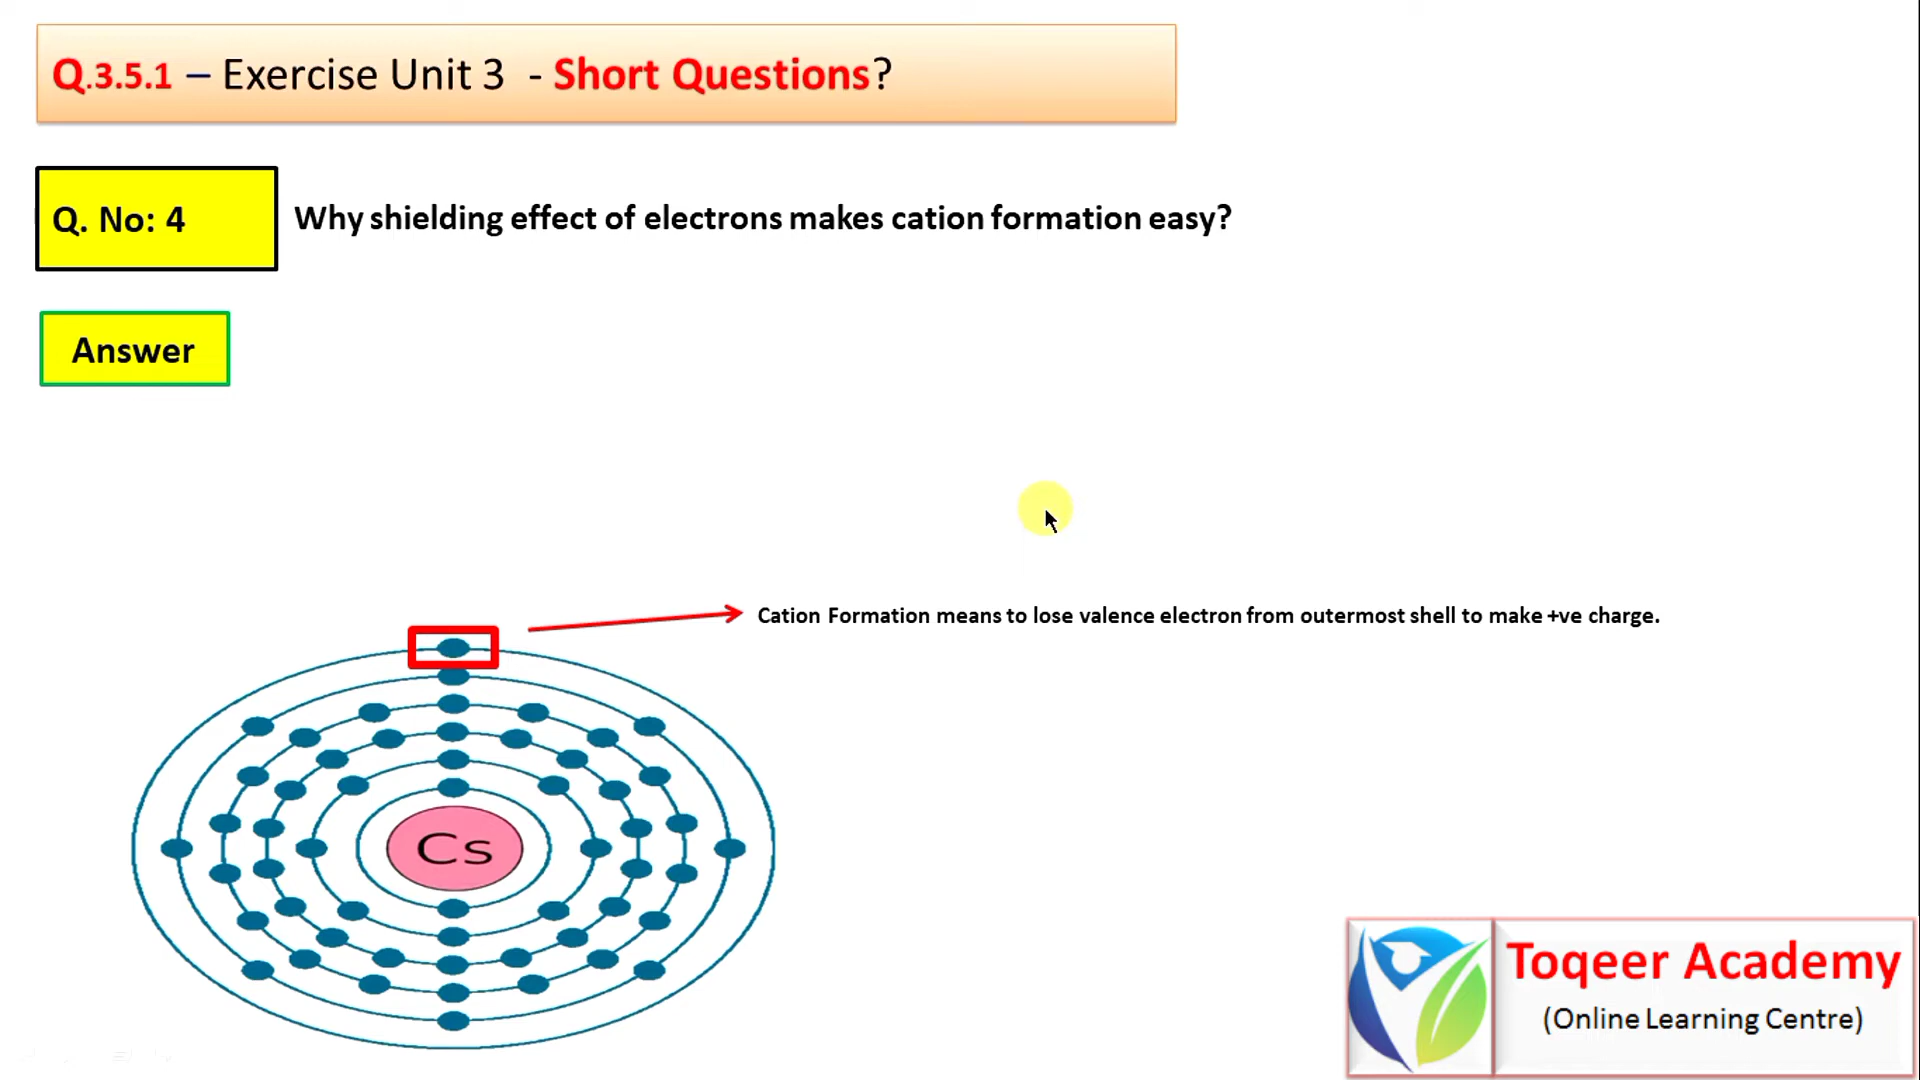 Q.3.5.1 – Exercise Unit 3 - Short Questions?
Q. No: 4
Why shielding effect of electrons makes cation formation easy?
Answer
Cation Formation means to lose valence electron from outermost shell to make +ve charge.
Cs
Toqeer Academy
(Online Learning Centre)